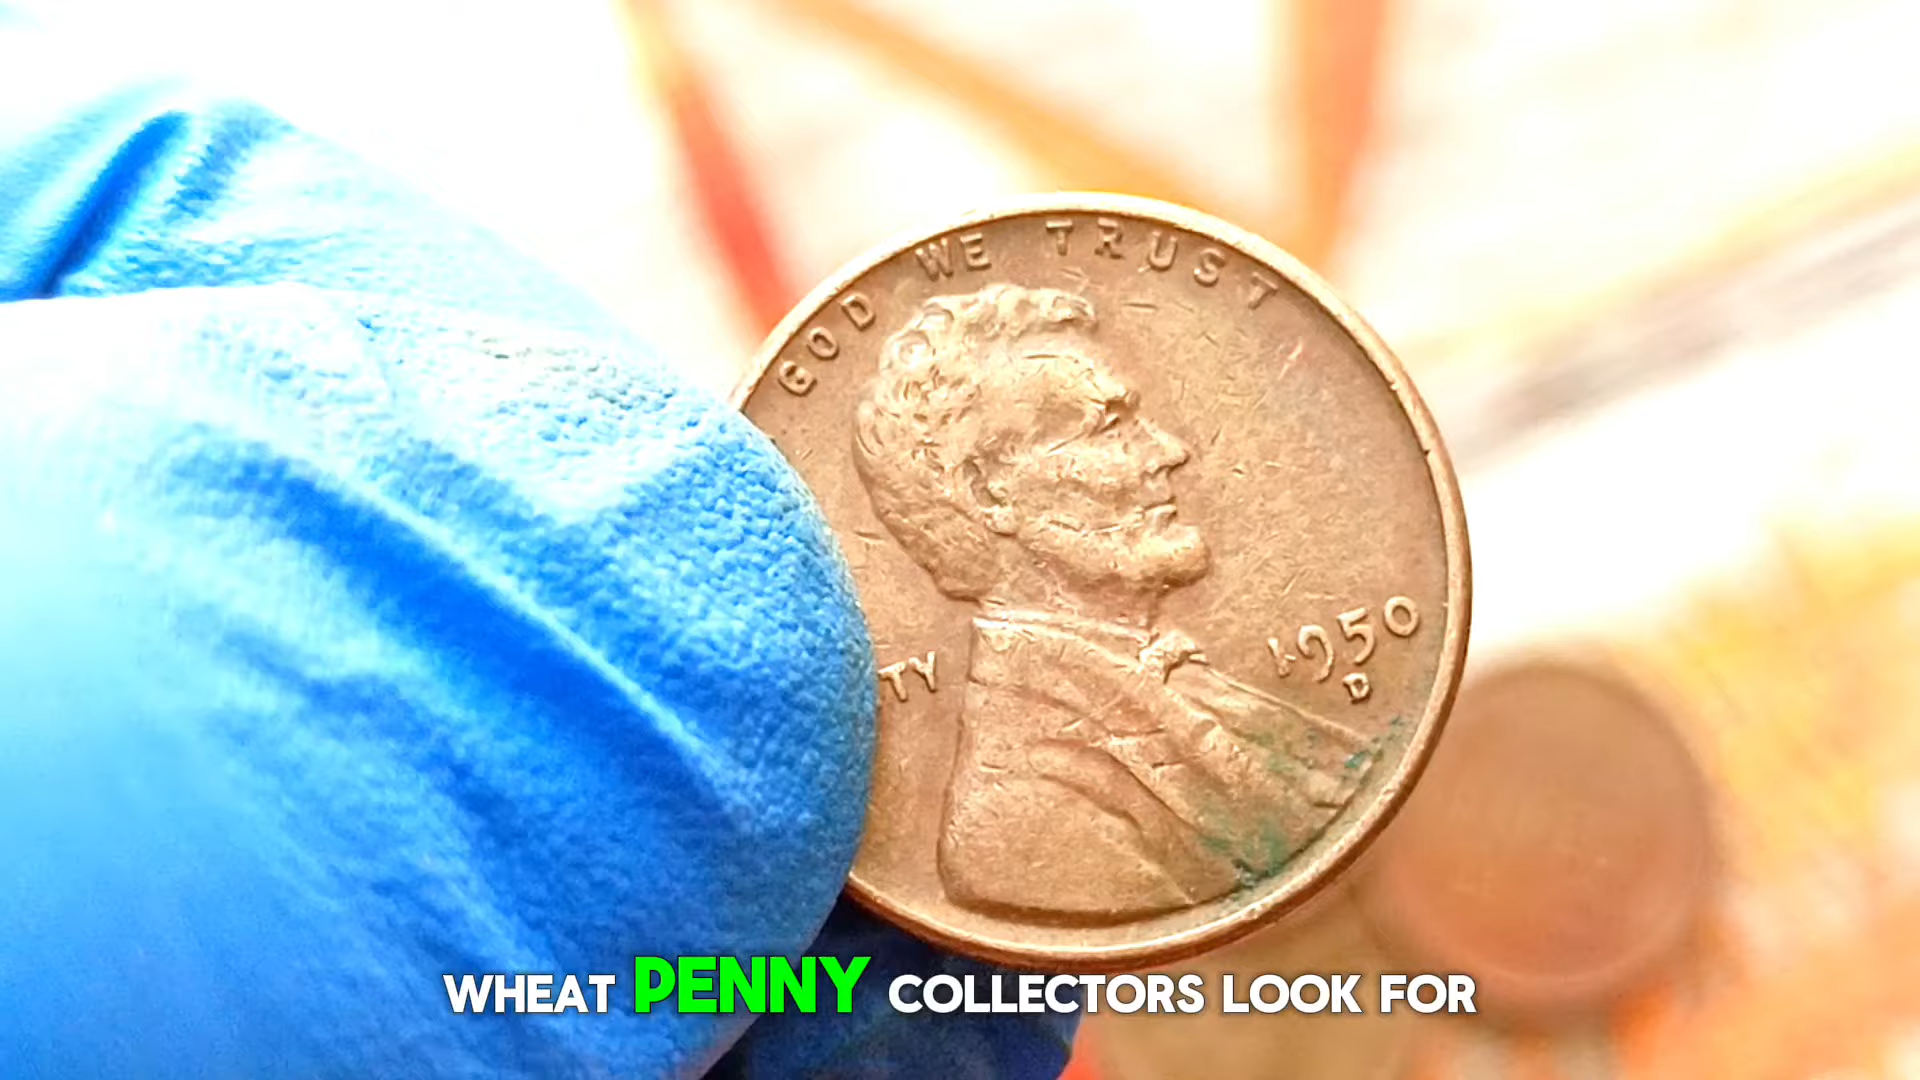 GOD WE TRUST
TY
1950
D
WHEAT PENNY COLLECTORS LOOK FOR